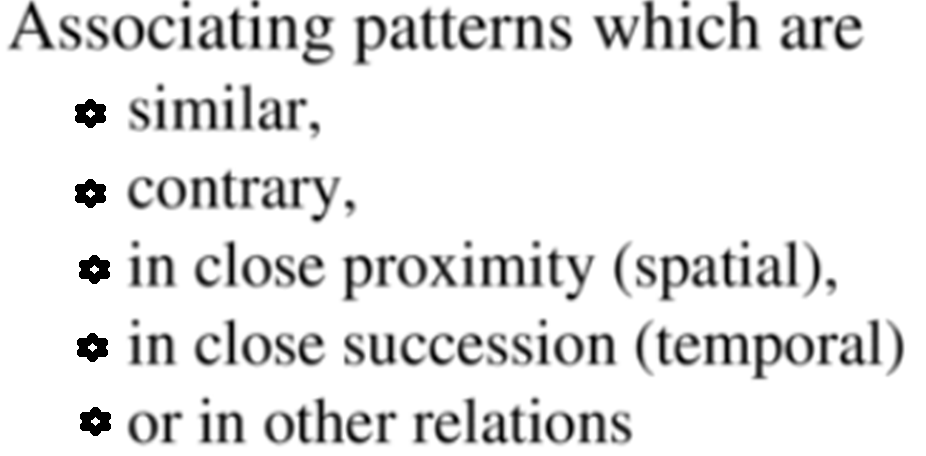 Associating patterns which are
similar,
contrary,
in close proximity (spatial),
in close succession (temporal)
or in other relations